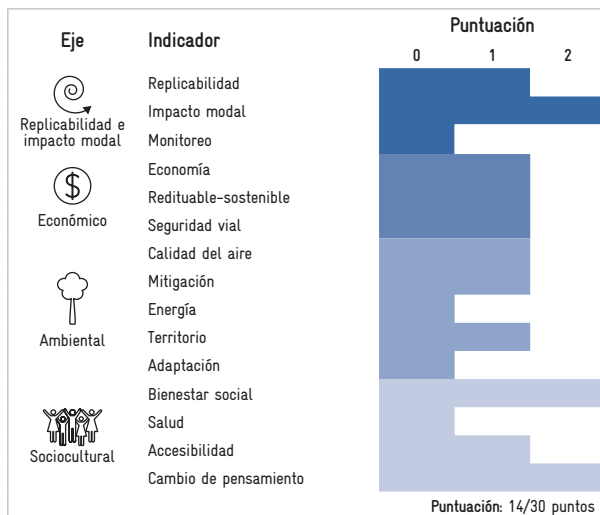 Eje Indicador Puntuación
0 1 2
Replicabilidad e
impacto modal
Replicabilidad
Impacto modal
Monitoreo
$
Económico
Economía
Redituable-sostenible
Seguridad vial
Ambiental
Calidad del aire
Mitigación
Energía
Territorio
Adaptación
Sociocultural
Bienestar social
Salud
Accesibilidad
Cambio de pensamiento
Puntuación: 14/30 puntos